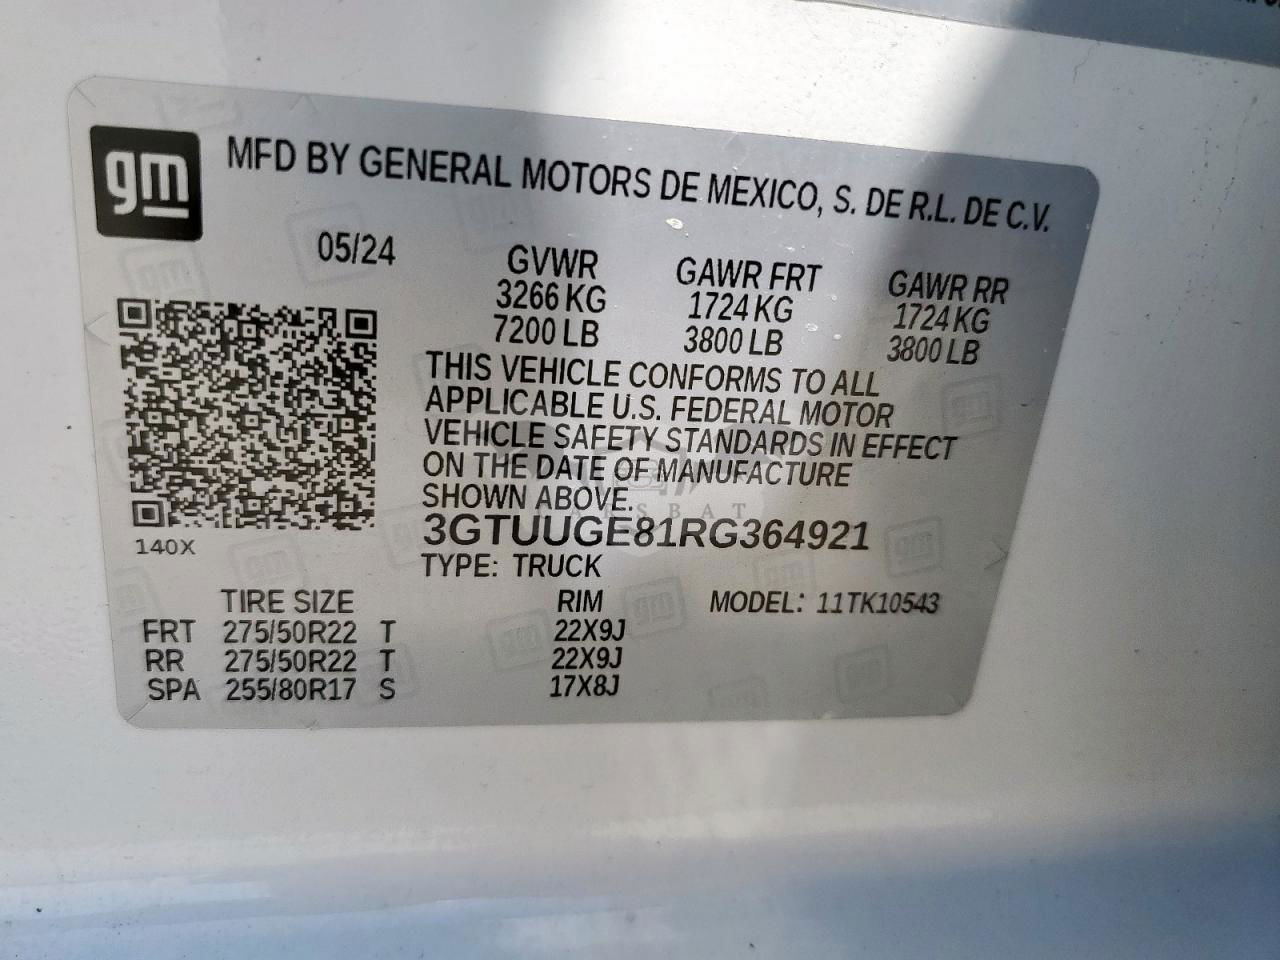 gm
MFD BY GENERAL MOTORS DE MEXICO, S. DE R.L. DE C.V.
05/24 GVWR GAWR FRT GAWR RR
3266 KG 1724 KG 1724 KG
7200 LB 3800 LB 3800 LB
THIS VEHICLE CONFORMS TO ALL
APPLICABLE U.S. FEDERAL MOTOR
VEHICLE SAFETY STANDARDS IN EFFECT
ON THE DATE OF MANUFACTURE
SHOWN ABOVE.
3GTUUGE81RG364921
140X
TYPE: TRUCK
TIRE SIZE RIM MODEL: 11TK10543
FRT 275/50R22 T 22X9J
RR 275/50R22 T 22X9J
SPA 255/80R17 S 17X8J